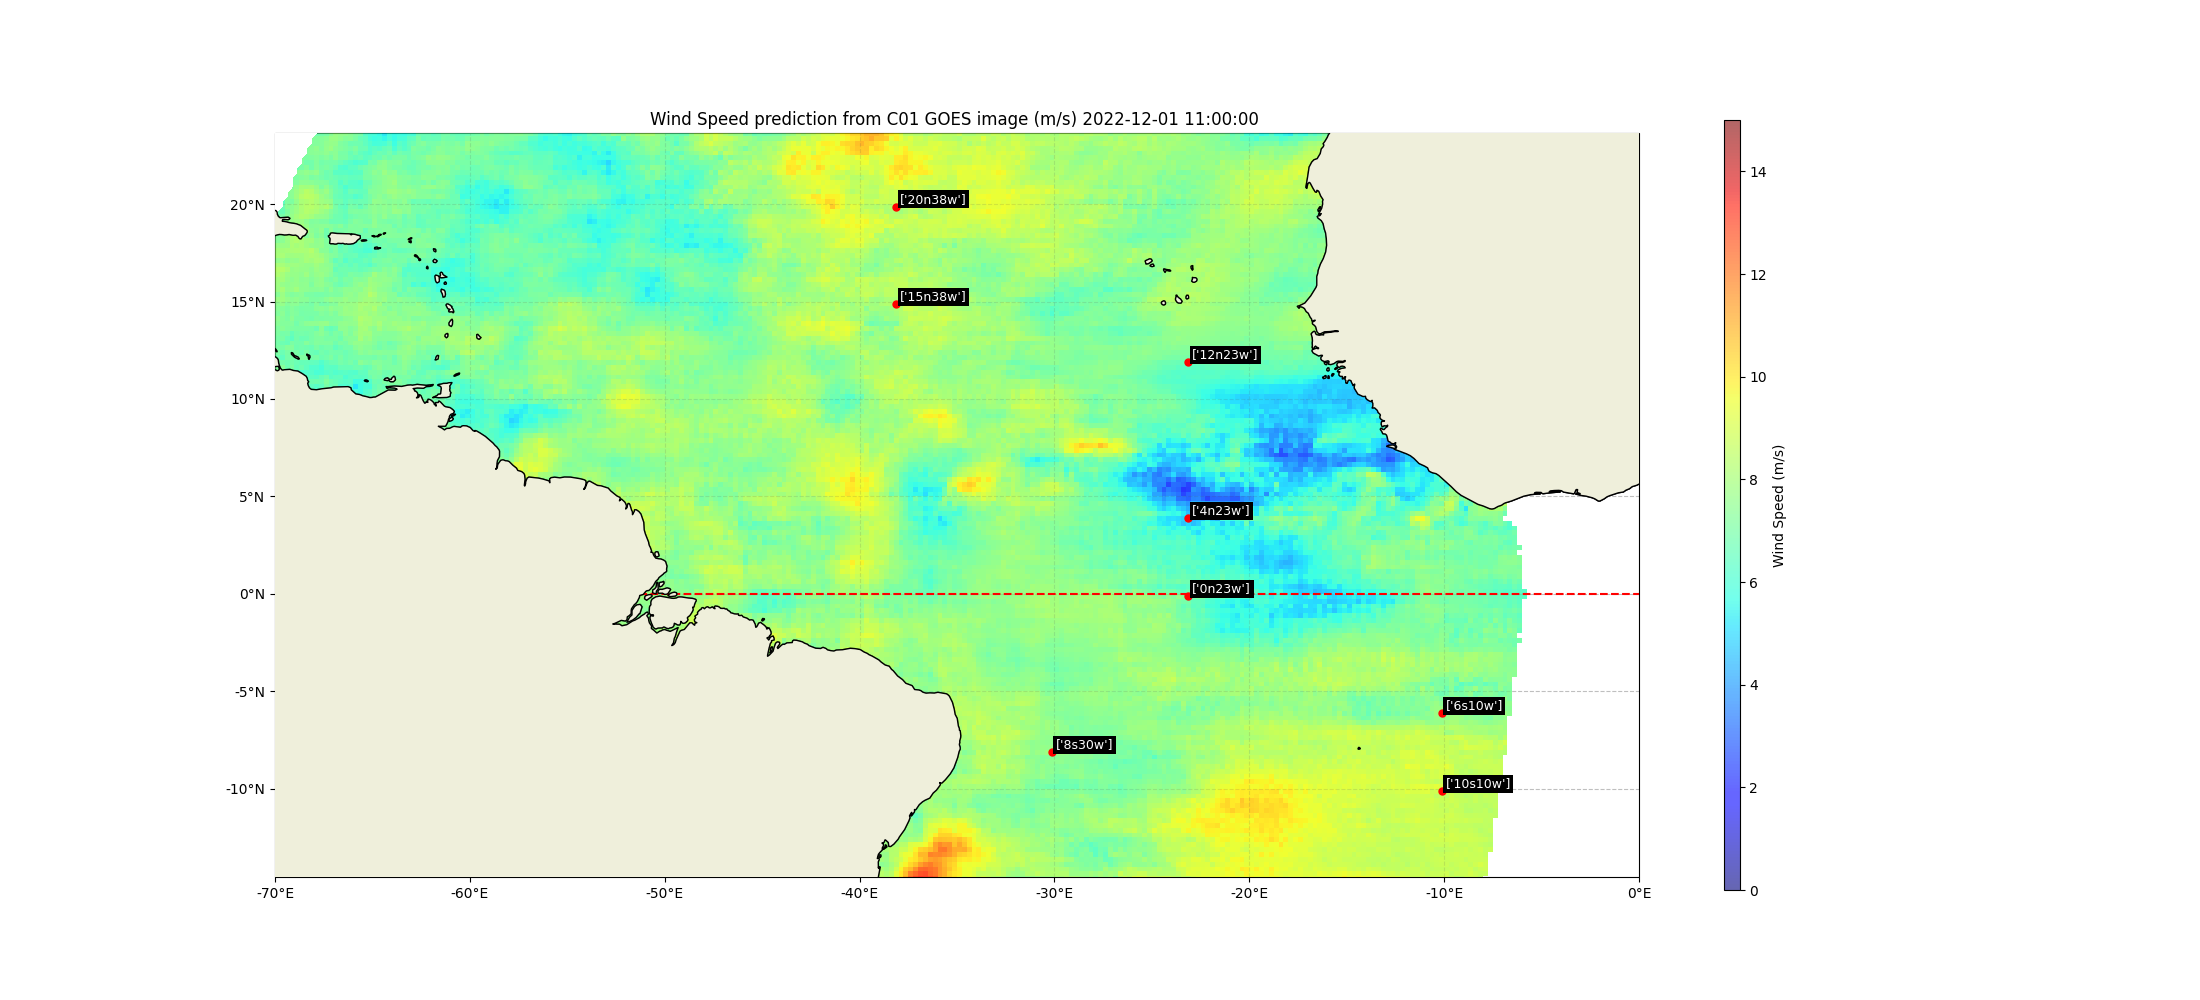 Wind Speed prediction from C01 GOES image (m/s) 2022-12-01 11:00:00
20°N
15°N
10°N
5°N
0°N
-5°N
-10°N
-70°E
-60°E
-50°E
-40°E
-30°E
-20°E
-10°E
0°E
['20n38w']
['15n38w']
['12n23w']
['4n23w']
['0n23w']
['6s10w']
['8s30w']
['10s10w']
14
12
10
8
6
4
2
0
Wind Speed (m/s)